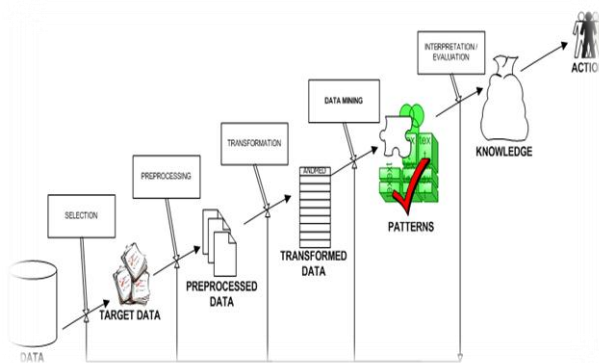 INTERPRETATION /
EVALUATION
ACTION
DATA MINING
KNOWLEDGE
TRANSFORMATION
PATTERNS
PREPROCESSING
TRANSFORMED
DATA
SELECTION
PREPROCESSED
DATA
TARGET DATA
DATA